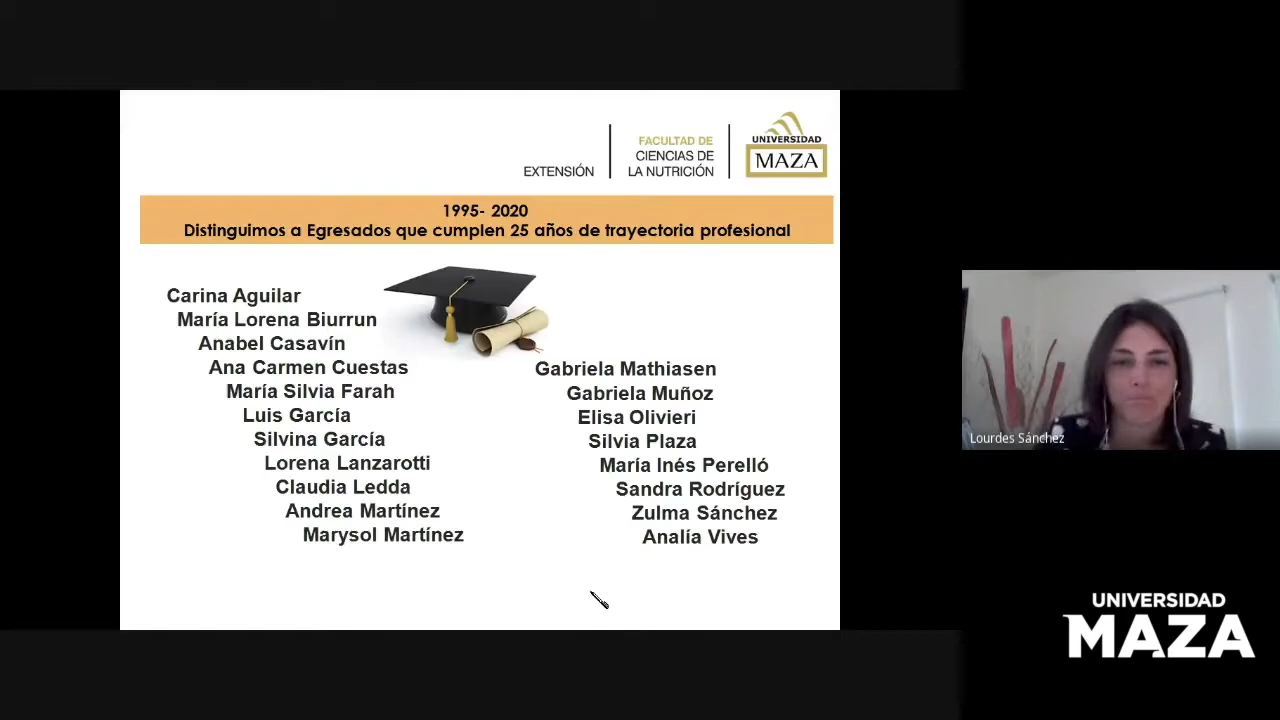 EXTENSIÓN
FACULTAD DE
CIENCIAS DE
LA NUTRICIÓN
UNIVERSIDAD
MAZA
1995- 2020
Distinguimos a Egresados que cumplen 25 años de trayectoria profesional
Carina Aguilar
María Lorena Biurrun
Anabel Casavín
Ana Carmen Cuestas
María Silvia Farah
Luis García
Silvina García
Lorena Lanzarotti
Claudia Ledda
Andrea Martínez
Marysol Martínez
Gabriela Mathiasen
Gabriela Muñoz
Elisa Olivieri
Silvia Plaza
María Inés Perelló
Sandra Rodríguez
Zulma Sánchez
Analía Vives
Lourdes Sánchez
UNIVERSIDAD
MAZA